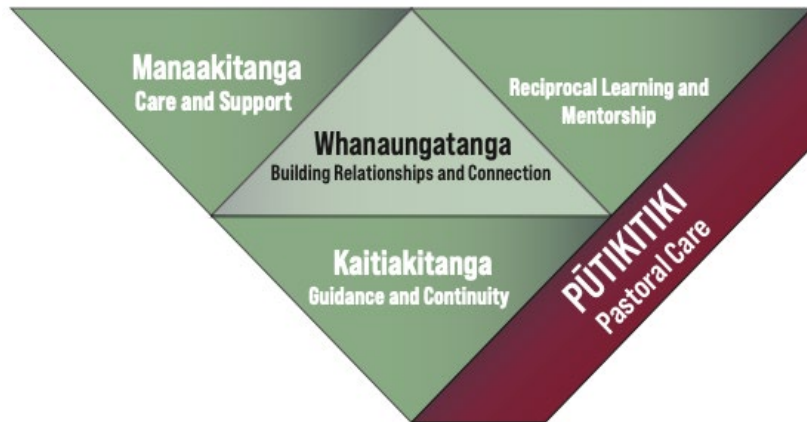 Manaakitanga
Care and Support
Reciprocal Learning and
Mentorship
Whanaungatanga
Building Relationships and Connection
Kaitiakitanga
Guidance and Continuity
PŪTIKITIKI
Pastoral Care